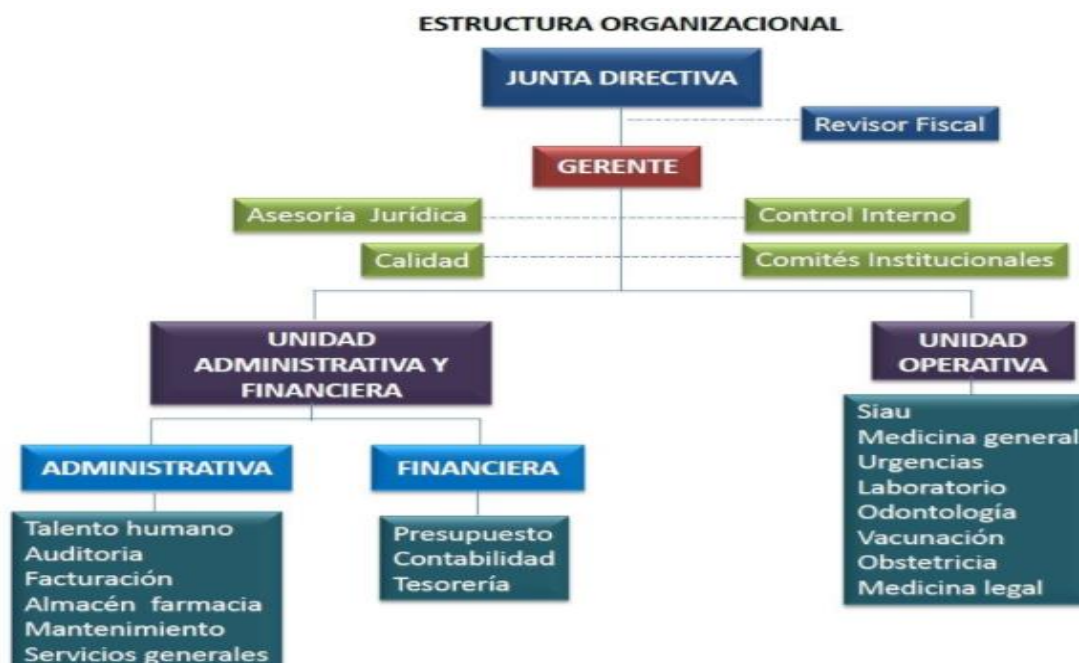 ESTRUCTURA ORGANIZACIONAL
JUNTA DIRECTIVA
Revisor Fiscal
GERENTE
Asesoría Jurídica
Control Interno
Calidad
Comités Institucionales
UNIDAD
ADMINISTRATIVA Y
FINANCIERA
UNIDAD
OPERATIVA
ADMINISTRATIVA
FINANCIERA
Talento humano
Auditoria
Facturación
Almacén farmacia
Mantenimiento
Servicios generales
Presupuesto
Contabilidad
Tesorería
Siau
Medicina general
Urgencias
Laboratorio
Odontología
Vacunación
Obstetricia
Medicina legal